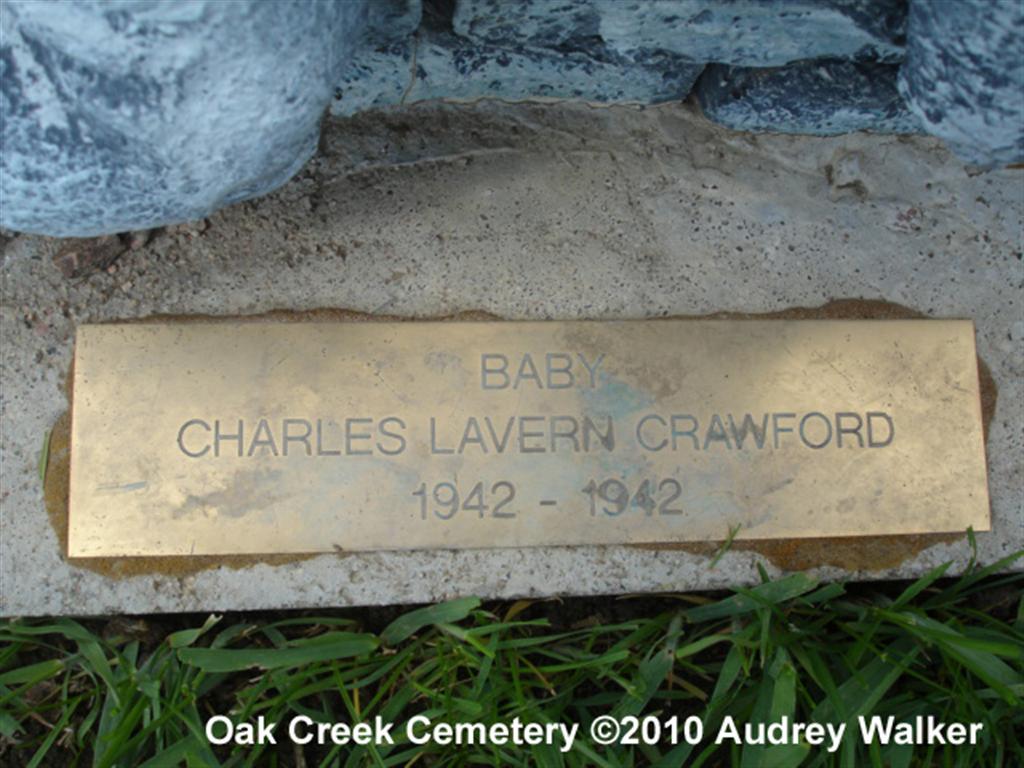 BABY
CHARLES LAVERN CRAWFORD
1942 - 1942
Oak Creek Cemetery ©2010 Audrey Walker